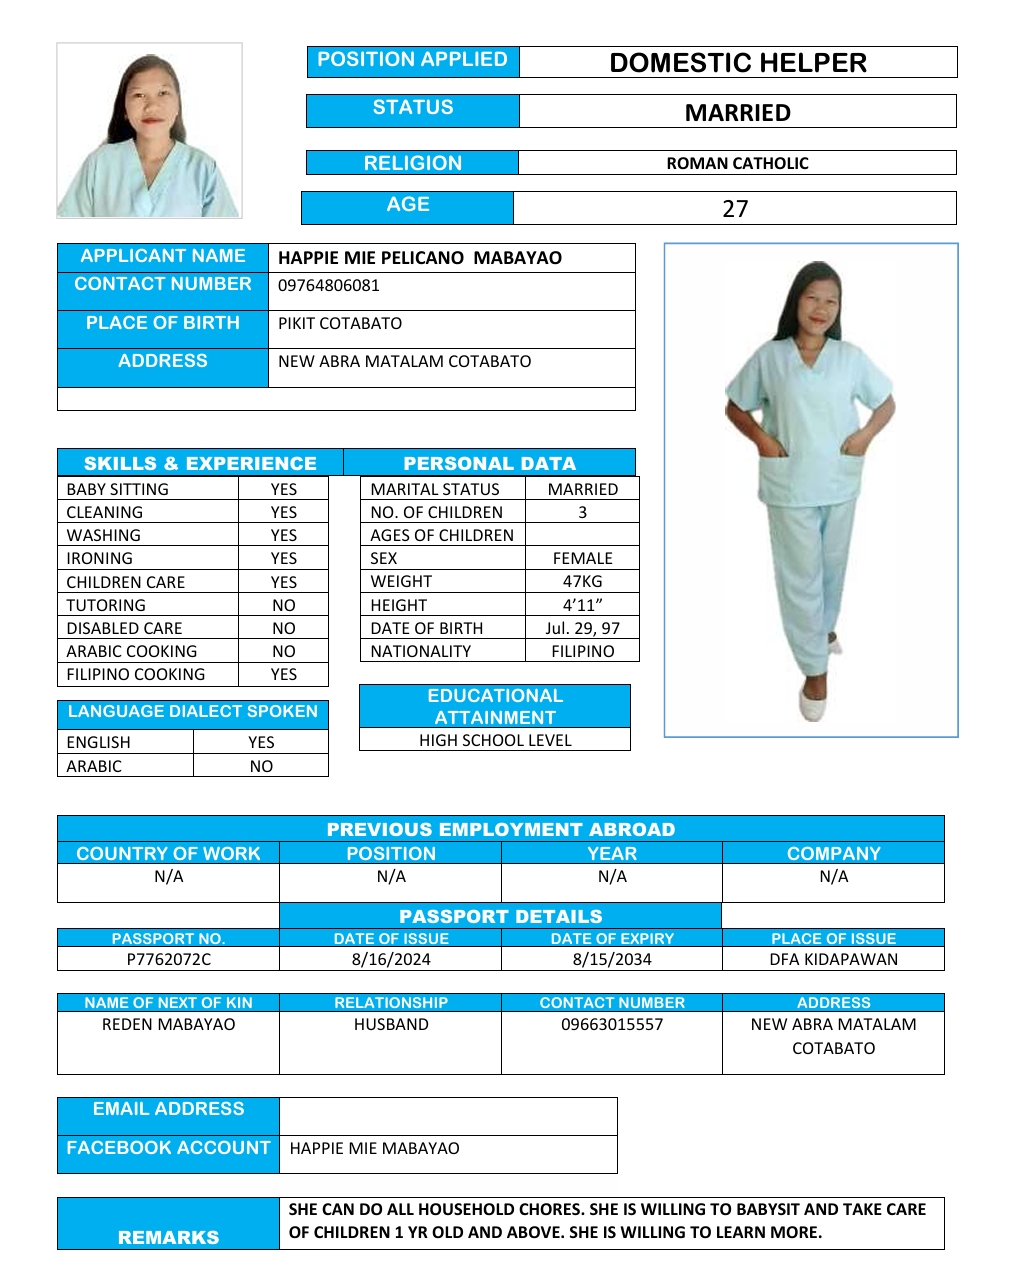 POSITION APPLIED DOMESTIC HELPER
STATUS MARRIED
RELIGION ROMAN CATHOLIC
AGE 27
APPLICANT NAME HAPPIE MIE PELICANO  MABAYAO
CONTACT NUMBER 09764806081
PLACE OF BIRTH PIKIT COTABATO
ADDRESS NEW ABRA MATALAM COTABATO
SKILLS & EXPERIENCE PERSONAL DATA
BABY SITTING YES MARITAL STATUS MARRIED
CLEANING YES NO. OF CHILDREN 3
WASHING YES AGES OF CHILDREN
IRONING YES SEX FEMALE
CHILDREN CARE YES WEIGHT 47KG
TUTORING NO HEIGHT 4’11”
DISABLED CARE NO DATE OF BIRTH Jul. 29, 97
ARABIC COOKING NO NATIONALITY FILIPINO
FILIPINO COOKING YES
LANGUAGE DIALECT SPOKEN
ENGLISH YES
ARABIC NO
EDUCATIONAL
ATTAINMENT
HIGH SCHOOL LEVEL
PREVIOUS EMPLOYMENT ABROAD
COUNTRY OF WORK POSITION YEAR COMPANY
N/A N/A N/A N/A
PASSPORT DETAILS
PASSPORT NO. DATE OF ISSUE DATE OF EXPIRY PLACE OF ISSUE
P7762072C 8/16/2024 8/15/2034 DFA KIDAPAWAN
NAME OF NEXT OF KIN RELATIONSHIP CONTACT NUMBER ADDRESS
REDEN MABAYAO HUSBAND 09663015557 NEW ABRA MATALAM
COTABATO
EMAIL ADDRESS
FACEBOOK ACCOUNT HAPPIE MIE MABAYAO
REMARKS SHE CAN DO ALL HOUSEHOLD CHORES. SHE IS WILLING TO BABYSIT AND TAKE CARE
OF CHILDREN 1 YR OLD AND ABOVE. SHE IS WILLING TO LEARN MORE.